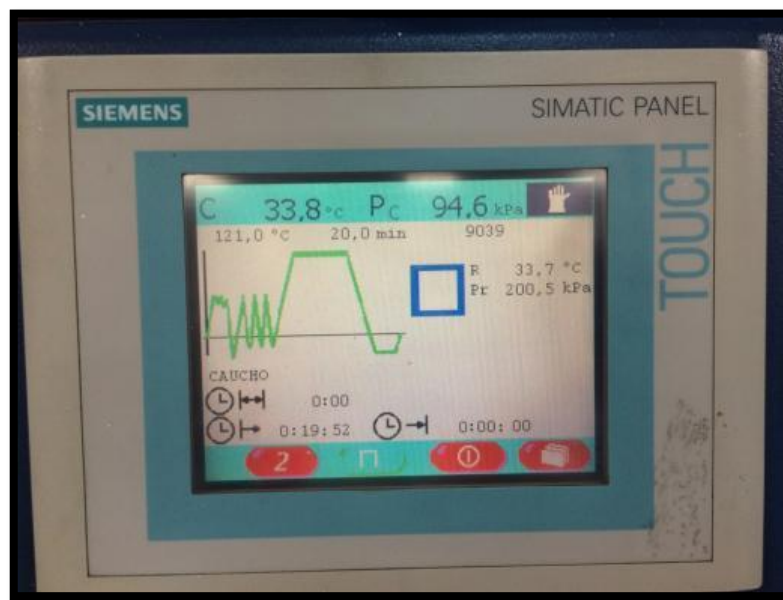 SIEMENS
SIMATIC PANEL
TOUCH
C 33,8 °C Pc 94,6 kPa
121,0 °C 20,0 min 9039
R 33,7 °C
Pr 200,5 kPa
CAUCHO
0:00
0:19:52 0:00:00
2